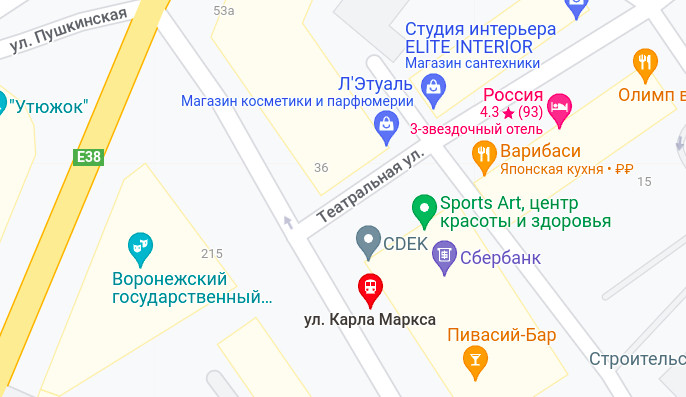 53а
Студия интерьера
ELITE INTERIOR
Магазин сантехники
ул. Пушкинская
Л'Этуаль
Магазин косметики и парфюмерии
Россия
4.3★(93)
3-звездочный отель
Олимп в
"Утюжок"
E38
36
Театральная ул.
Варибаси
Японская кухня • ₽₽
15
Sports Art, центр
красоты и здоровья
CDEK
Сбербанк
215
Воронежский
государственный...
ул. Карла Маркса
Пивасий-Бар
Строительс